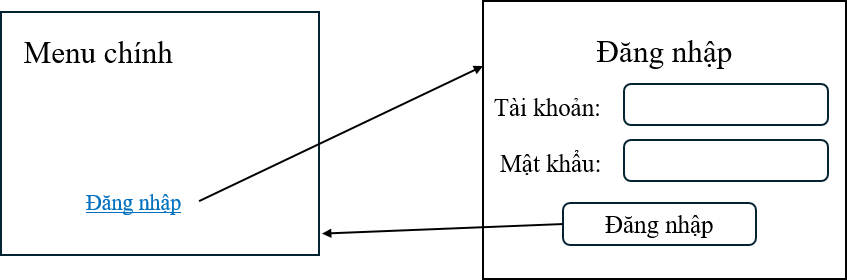 Menu chính
Đăng nhập
Đăng nhập
Tài khoản:
Mật khẩu:
Đăng nhập